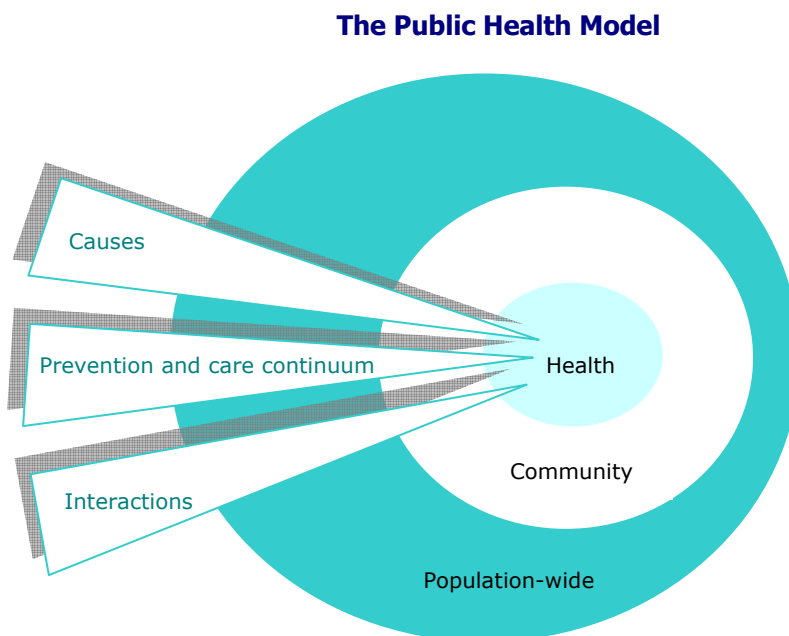 The Public Health Model
Causes
Prevention and care continuum
Health
Community
Interactions
Population-wide